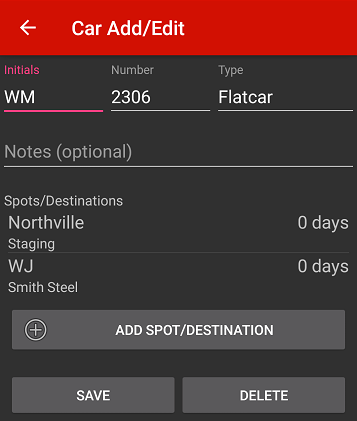 Car Add/Edit
Initials Number Type
WM 2306 Flatcar
Notes (optional)
Spots/Destinations
Northville 0 days
Staging
WJ 0 days
Smith Steel
ADD SPOT/DESTINATION
SAVE DELETE